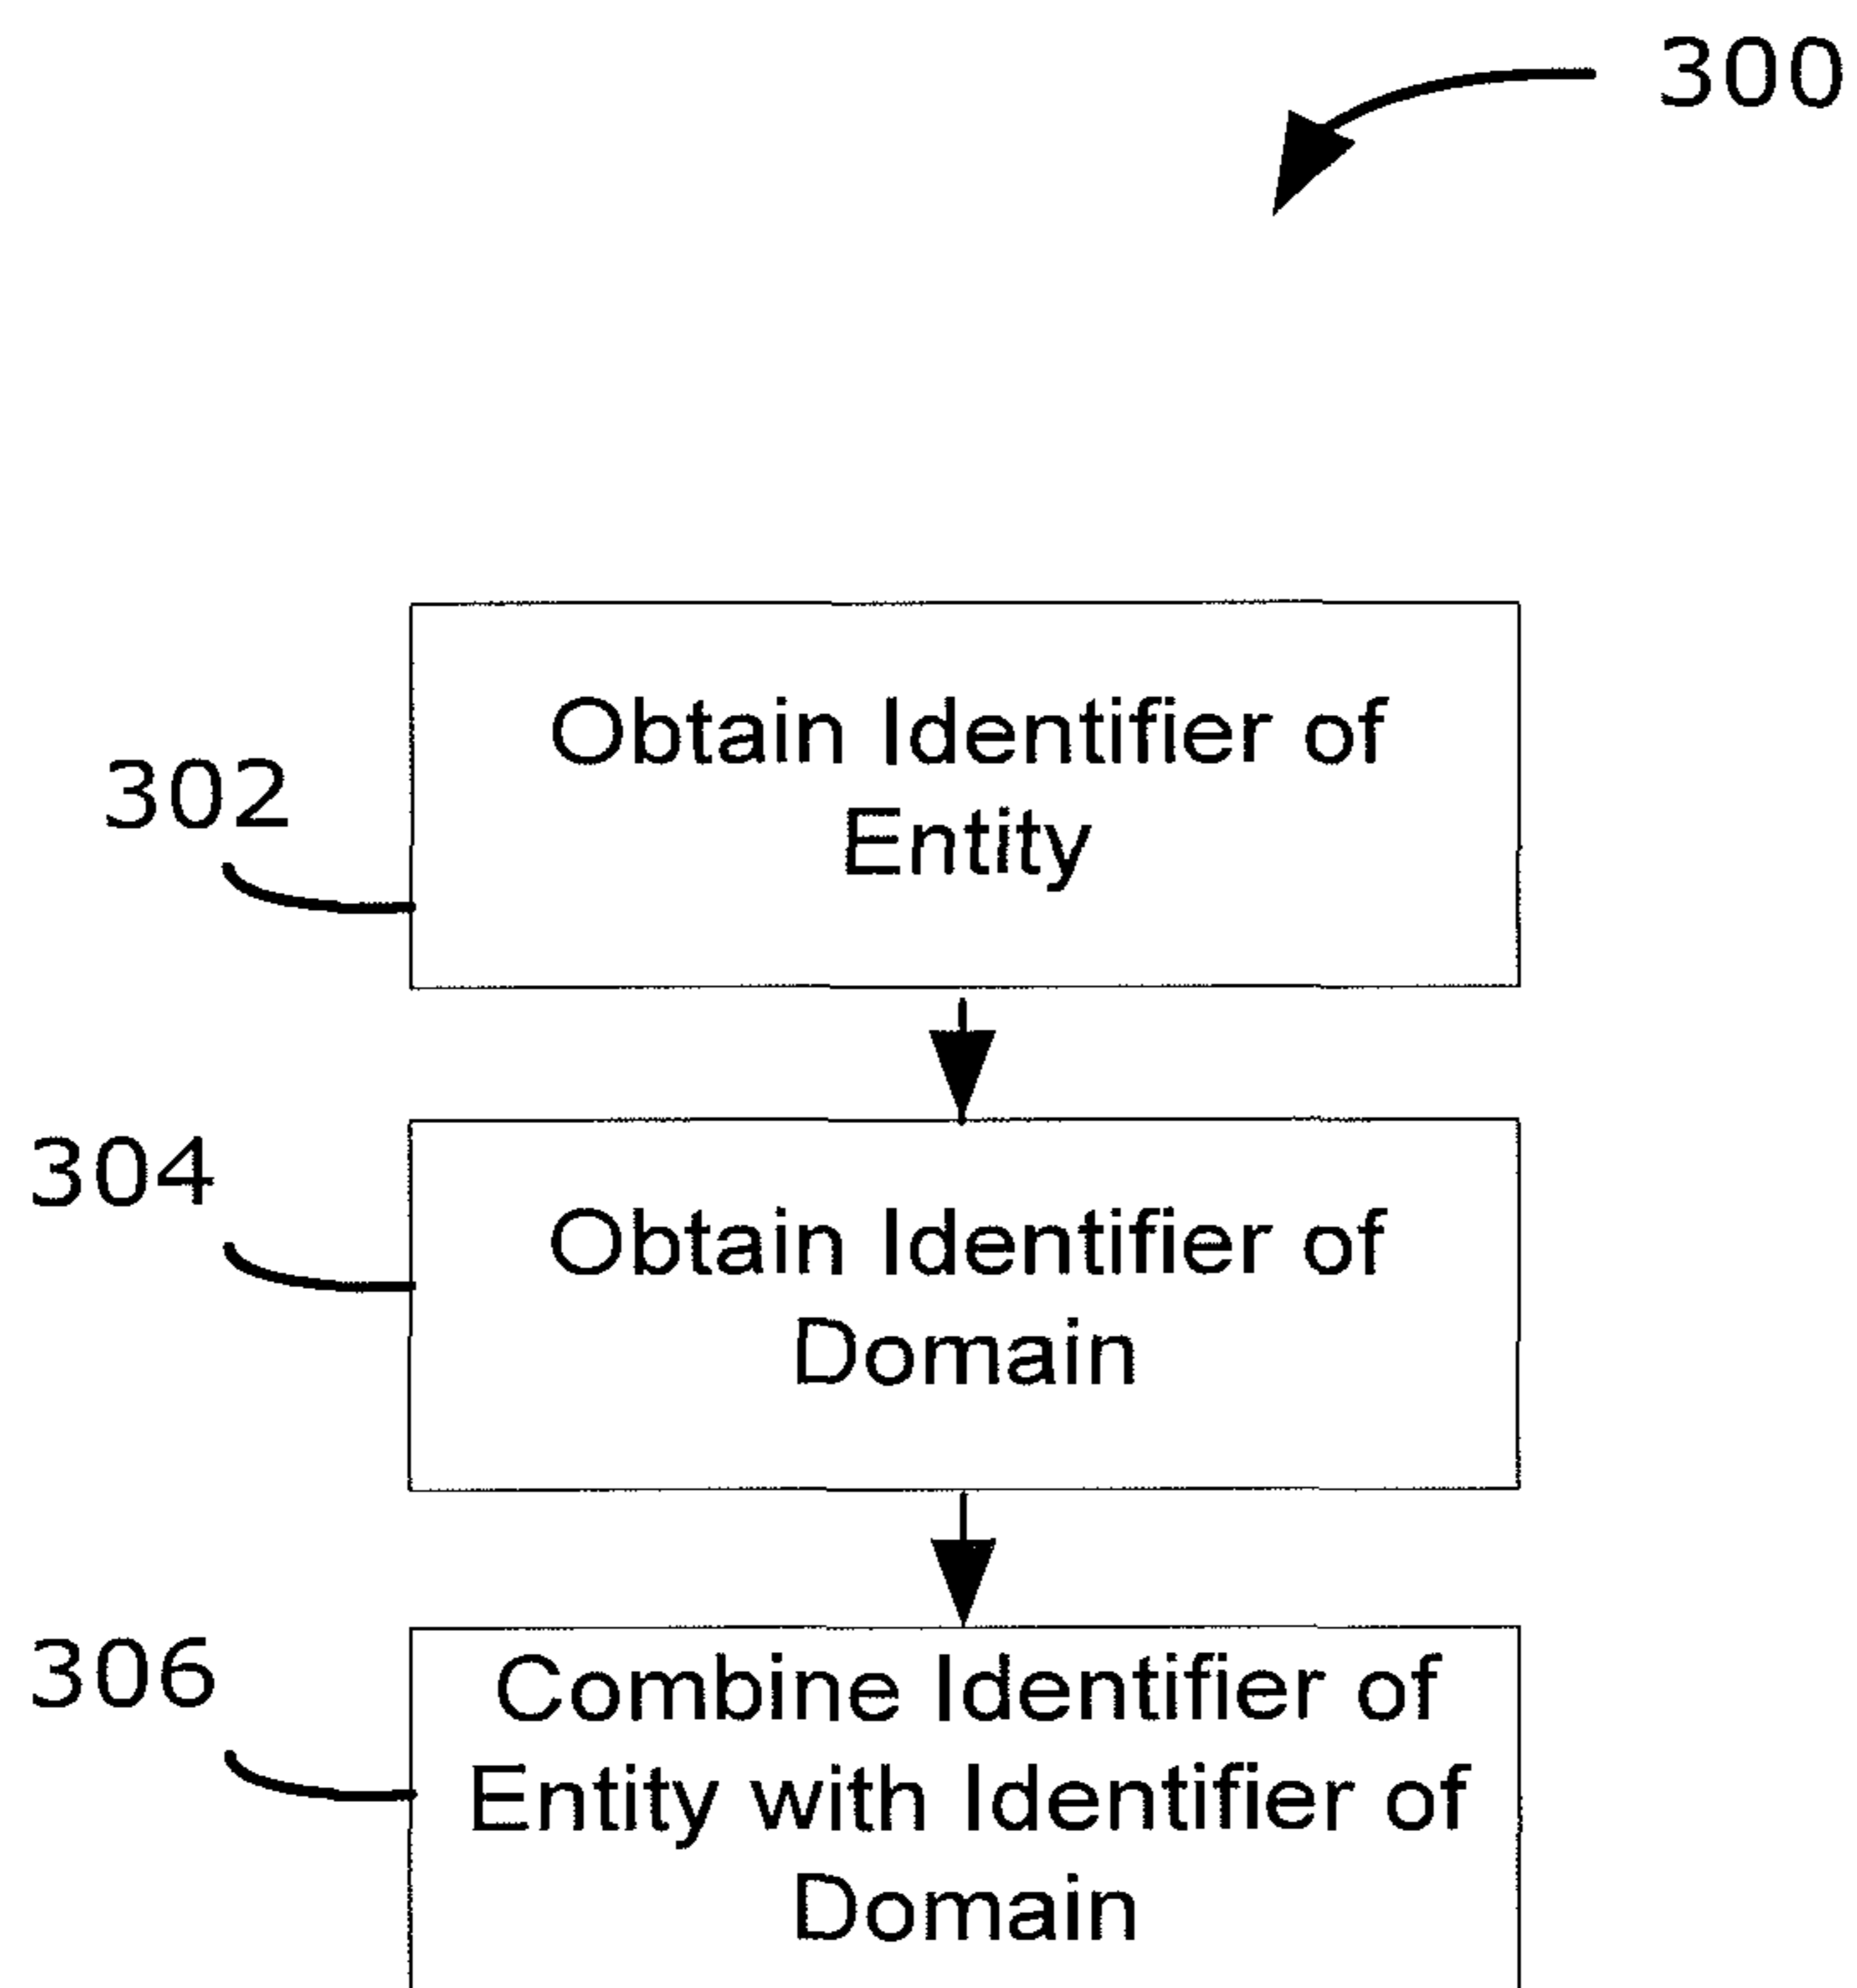 300
302
Obtain Identifier of
Entity
304
Obtain Identifier of
Domain
306
Combine Identifier of
Entity with Identifier of
Domain